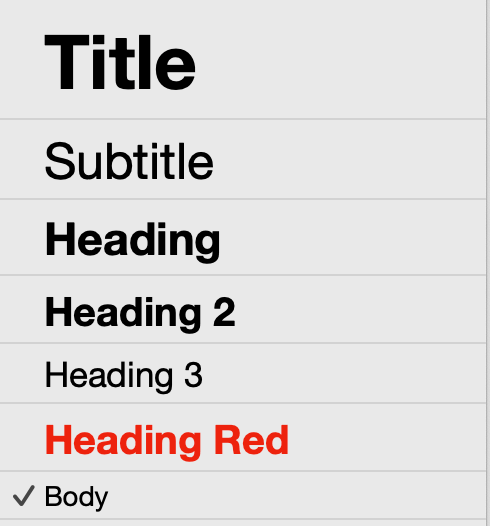 Title
Subtitle
Heading
Heading 2
Heading 3
Heading Red
Body